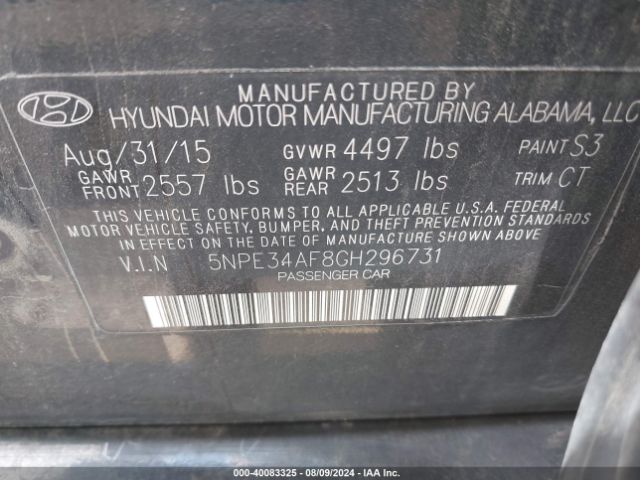 MANUFACTURED BY
HYUNDAI MOTOR MANUFACTURING ALABAMA, LLC
Aug/31/15 GVWR 4497 lbs PAINT S3
GAWR FRONT 2557 lbs GAWR REAR 2513 lbs TRIM CT
THIS VEHICLE CONFORMS TO ALL APPLICABLE U.S.A. FEDERAL
MOTOR VEHICLE SAFETY, BUMPER, AND THEFT PREVENTION STANDARDS
IN EFFECT ON THE DATE OF MANUFACTURE SHOWN ABOVE.
V.I.N 5NPE34AF8GH296731
PASSENGER CAR
000-40083325 - 08/09/2024 - IAA Inc.